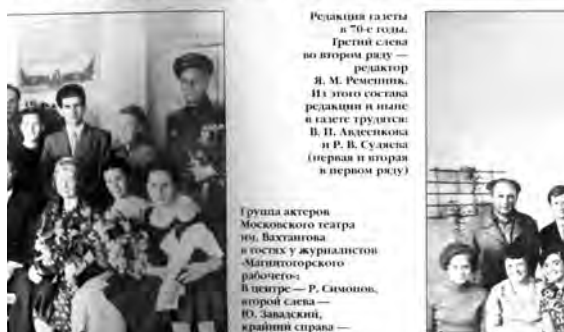 Редакция газеты
в 70-е годы.
Третий слева
во втором ряду —
редактор
Я. М. Ременник.
Из этого состава
редакции и ныне
в газете трудятся:
В. П. Авдесикова
и Р. В. Суляева
(первая и вторая
в первом ряду)
Группа актеров
Московского театра
им. Вахтангова
в гостях у журналистов
«Магнитогорского
рабочего»:
В центре — Р. Симонов,
второй слева —
Ю. Завадский,
крайний справа —